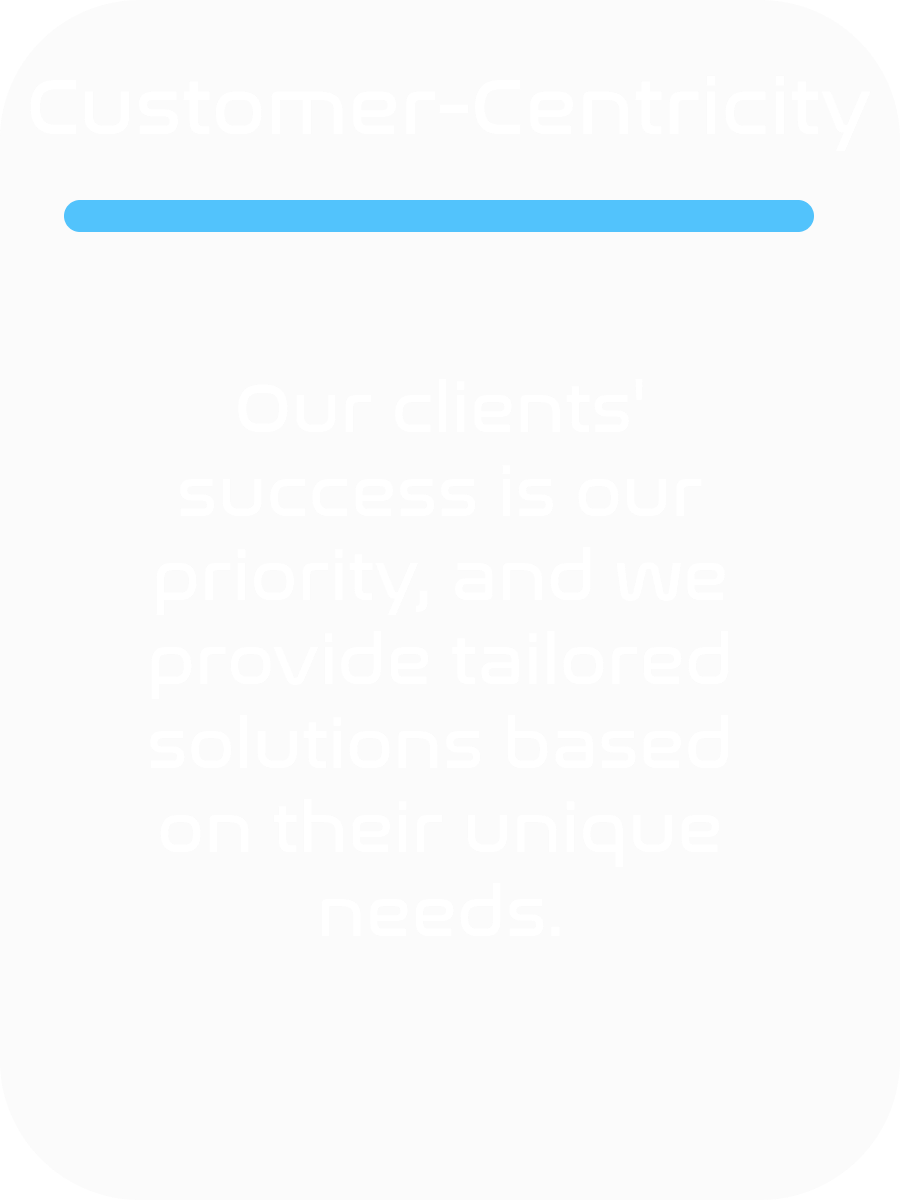 Customer-Centricity
Our clients'
success is our
priority, and we
provide tailored
solutions based
on their unique
needs.